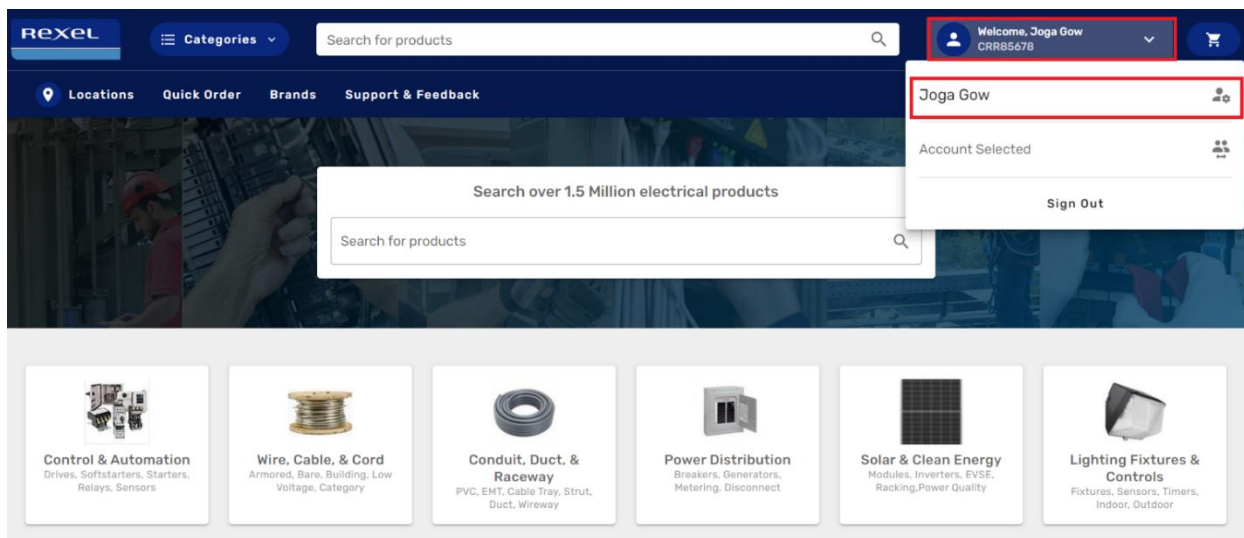 Rexel
Categories
Search for products
Welcome, Joga Gow
CRR85678
Locations
Quick Order
Brands
Support & Feedback
Joga Gow
Account Selected
Sign Out
Search over 1.5 Million electrical products
Search for products
Control & Automation
Drives, Softstarters, Starters,
Relays, Sensors
Wire, Cable, & Cord
Armored, Bare, Building, Low
Voltage, Category
Conduit, Duct, &
Raceway
PVC, EMT, Cable Tray, Strut,
Duct, Wireway
Power Distribution
Breakers, Generators,
Metering, Disconnect
Solar & Clean Energy
Modules, Inverters, EVSE,
Racking,Power Quality
Lighting Fixtures &
Controls
Fixtures, Sensors, Timers,
Indoor, Outdoor